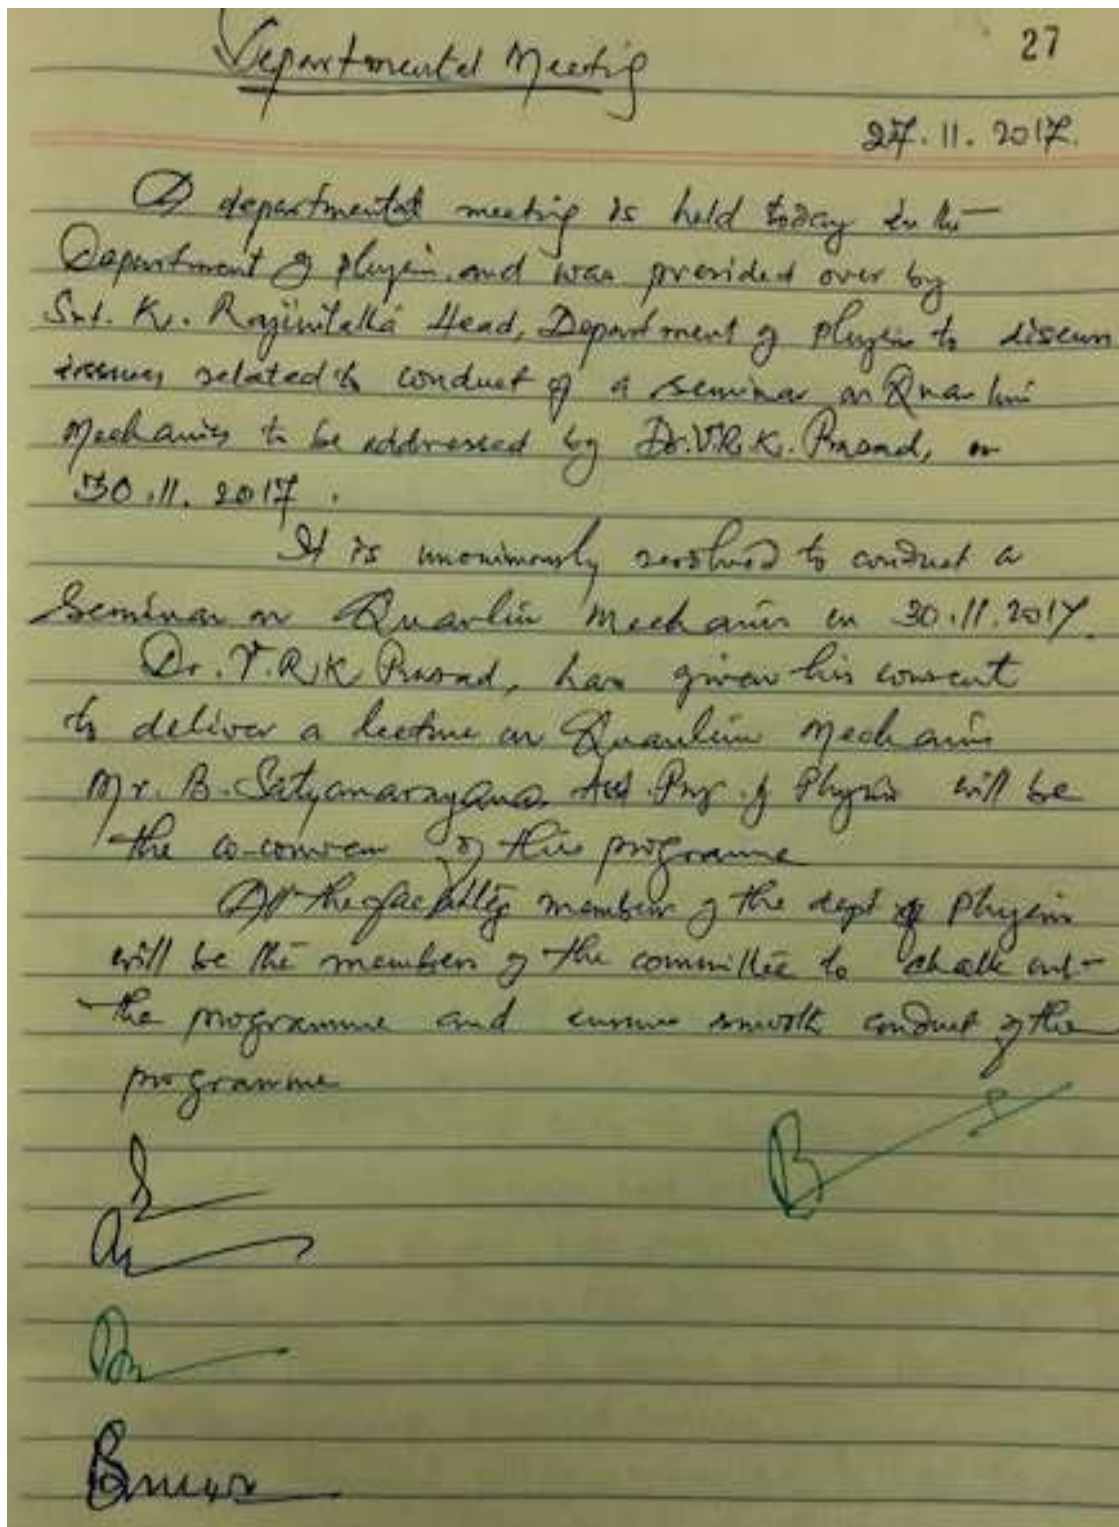 Departmental Meeting
27
27.11.2017.
A departmental meeting is held today in the
Department of Physics and was presided over by
Smt. K. Head, Department of Physics to discuss
issues related to conduct of a seminar on Quantum
Mechanics to be addressed by Dr. V.R.K. Prasad, on
30.11.2017.
It is unonimously resolved to conduct a
Seminar on Quantum Mechanics on 30.11.2017.
Dr. V.R.K Prasad, has given his consent
to deliver a lecture on Quantum Mechanics
Mr. B. Satyanarayana Asst. Prof. of Physics will be
the co-convenor of this programme
All the faculty members of the dept of Physics
will be the members of the committee to chalk out
the programme and ensure smooth conduct of the
programme